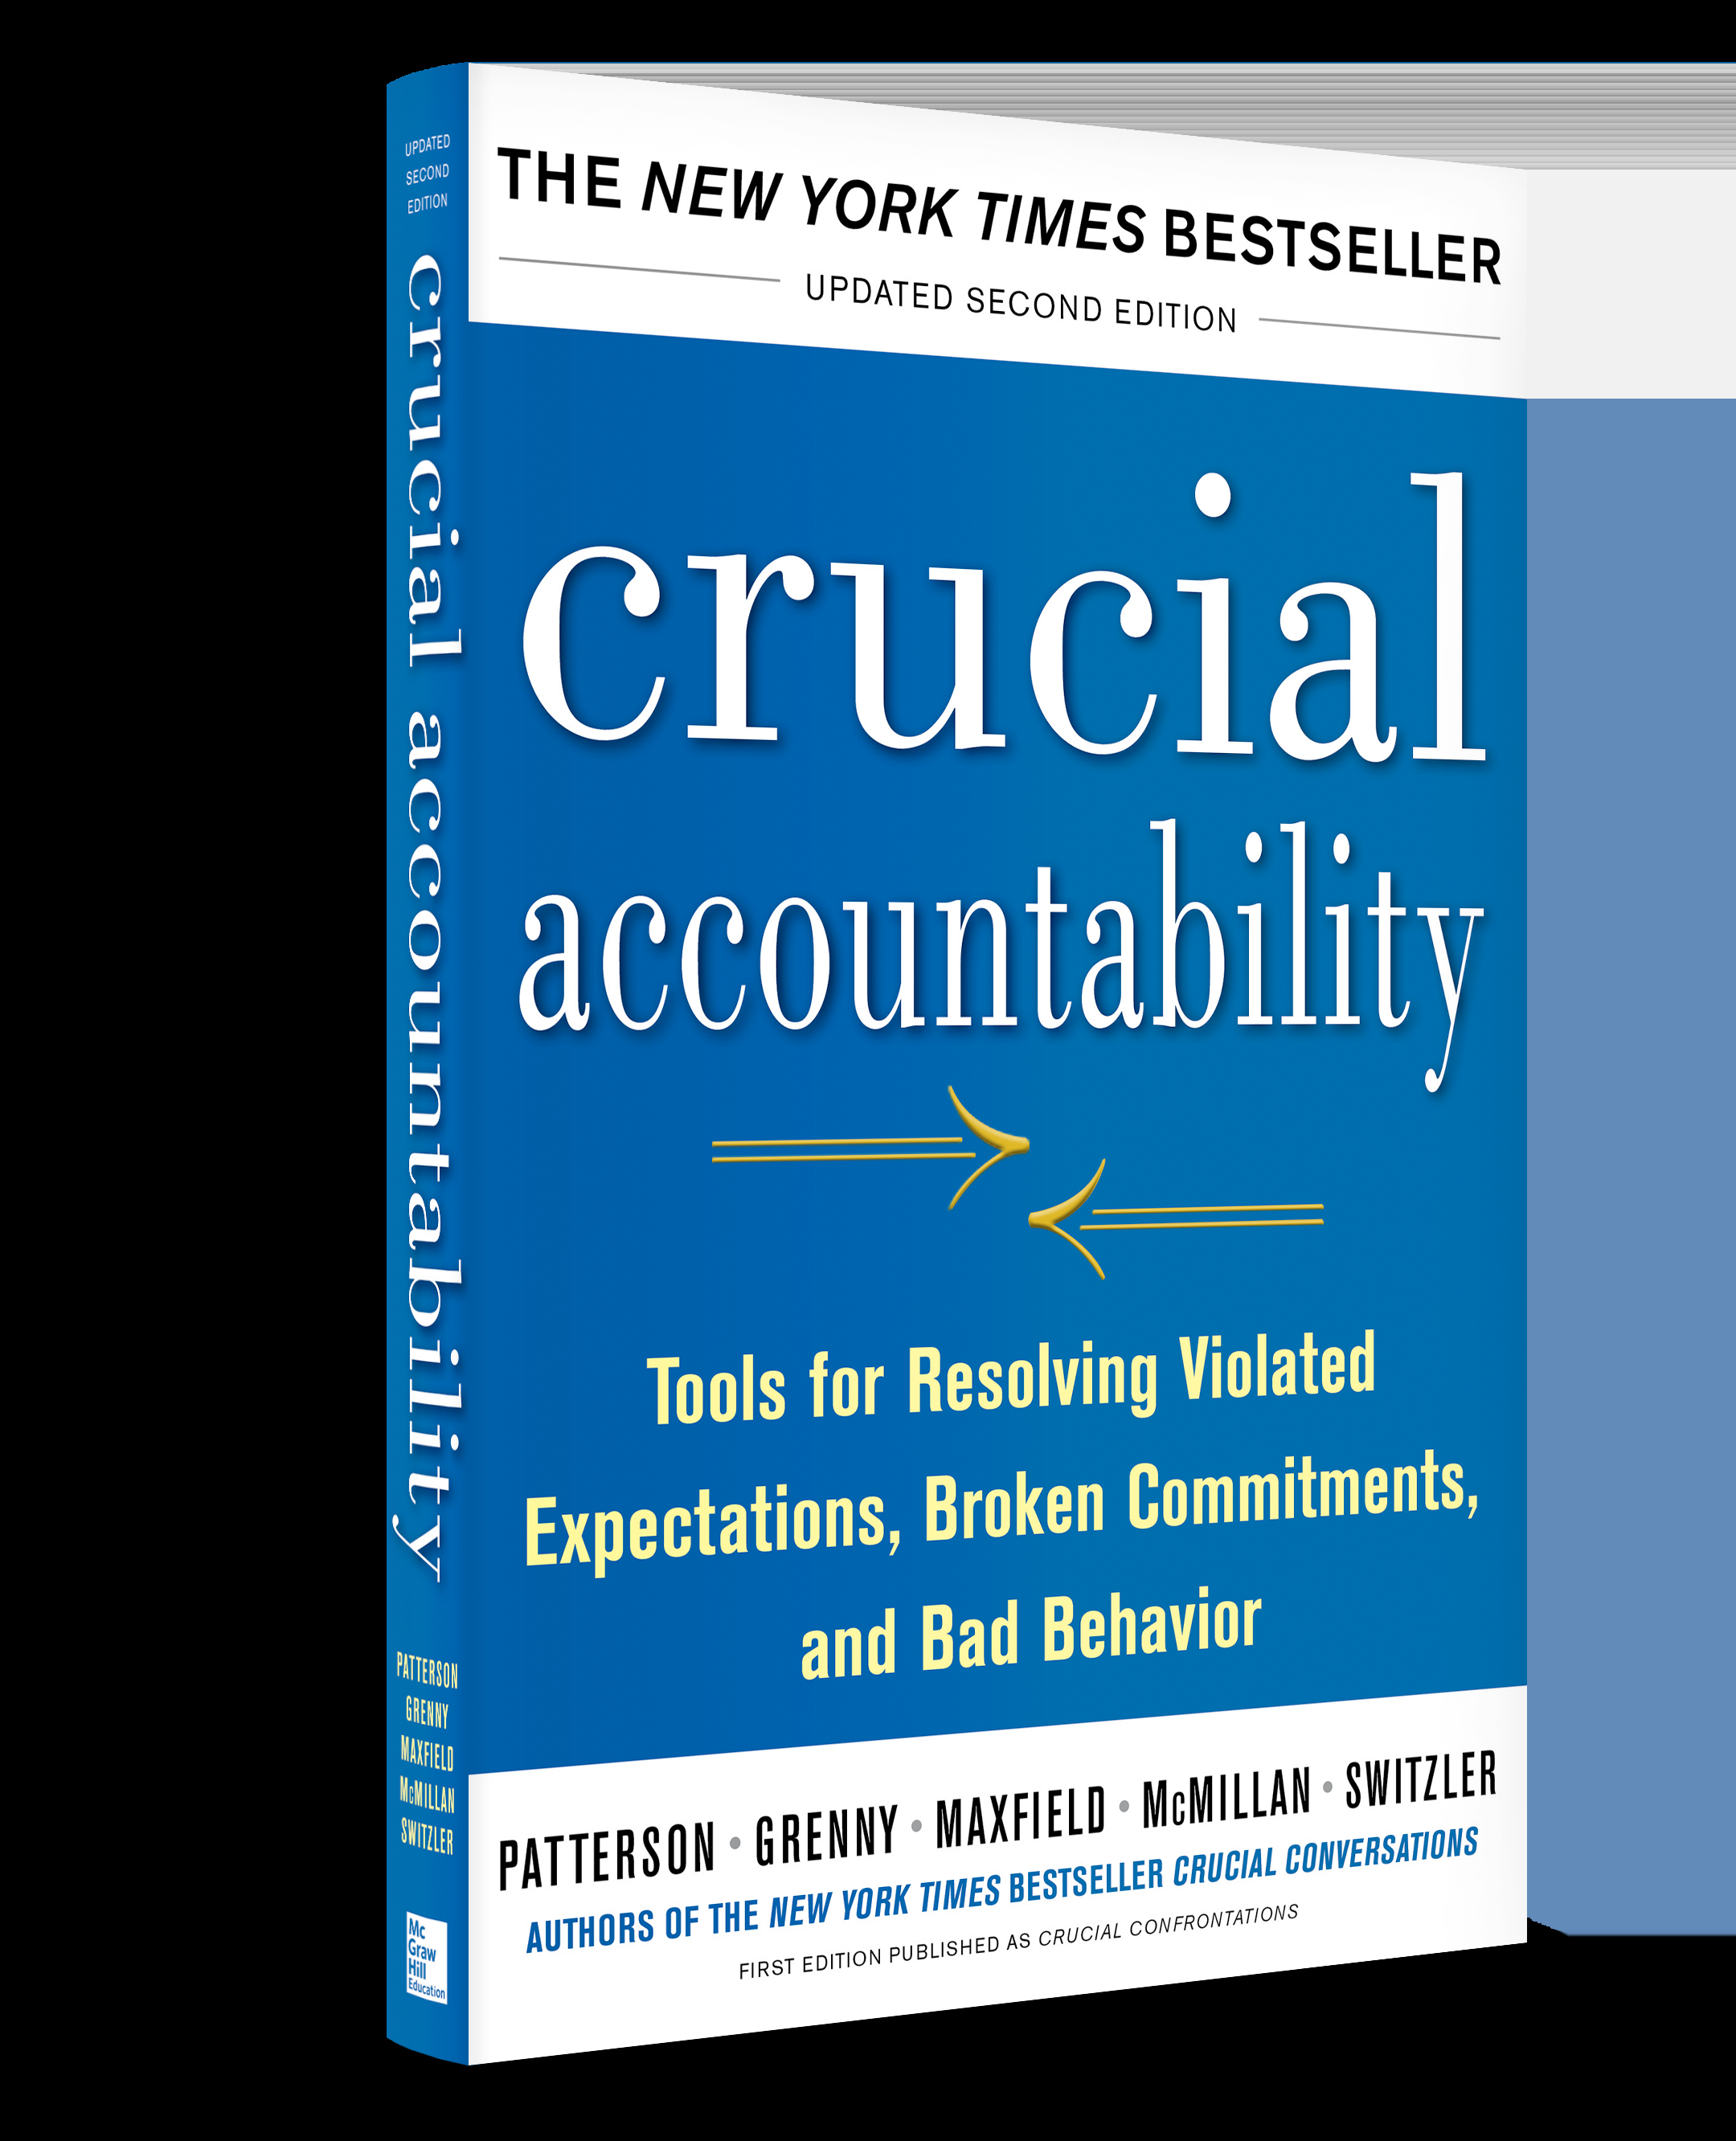 UPDATED
SECOND
EDITION
crucial accountability
PATTERSON
GRENNY
MAXFIELD
McMILLAN
SWITZLER
Mc
Graw
Hill
Education
THE NEW YORK TIMES BESTSELLER
UPDATED SECOND EDITION
crucial
accountability
Tools for Resolving Violated
Expectations, Broken Commitments,
and Bad Behavior
PATTERSON • GRENNY • MAXFIELD • McMILLAN • SWITZLER
AUTHORS OF THE NEW YORK TIMES BESTSELLER CRUCIAL CONVERSATIONS
FIRST EDITION PUBLISHED AS CRUCIAL CONFRONTATIONS